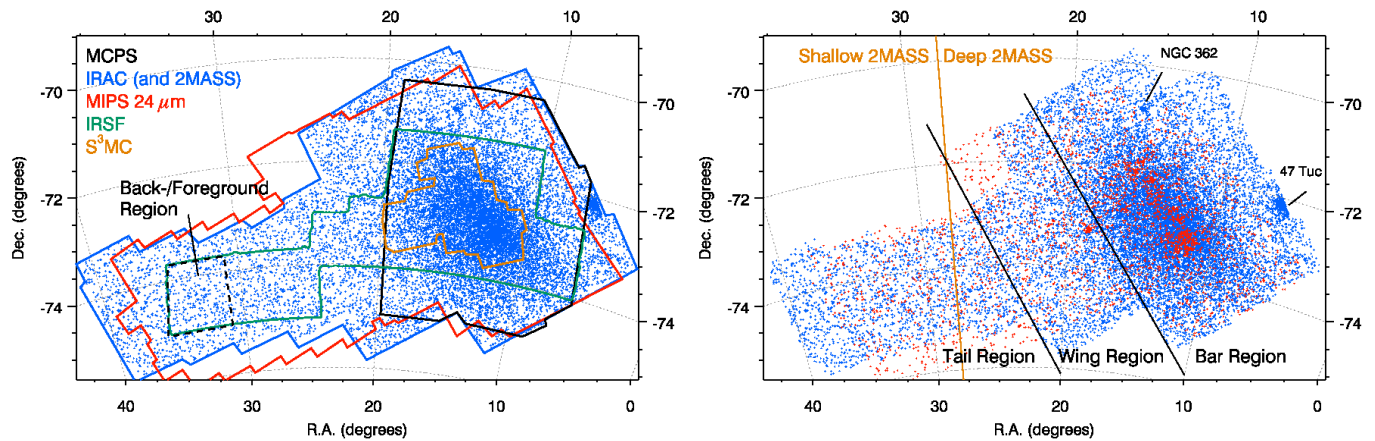 30
20
10
MCPS
IRAC (and 2MASS)
MIPS 24 μm
IRSF
S³MC
Back-/Foreground
Region
-70
-72
-74
-70
-72
-74
Dec. (degrees)
40
30
20
10
0
R.A. (degrees)
30
20
10
Shallow 2MASS
Deep 2MASS
NGC 362
47 Tuc
Tail Region
Wing Region
Bar Region
-70
-72
-74
-70
-72
-74
Dec. (degrees)
40
30
20
10
0
R.A. (degrees)